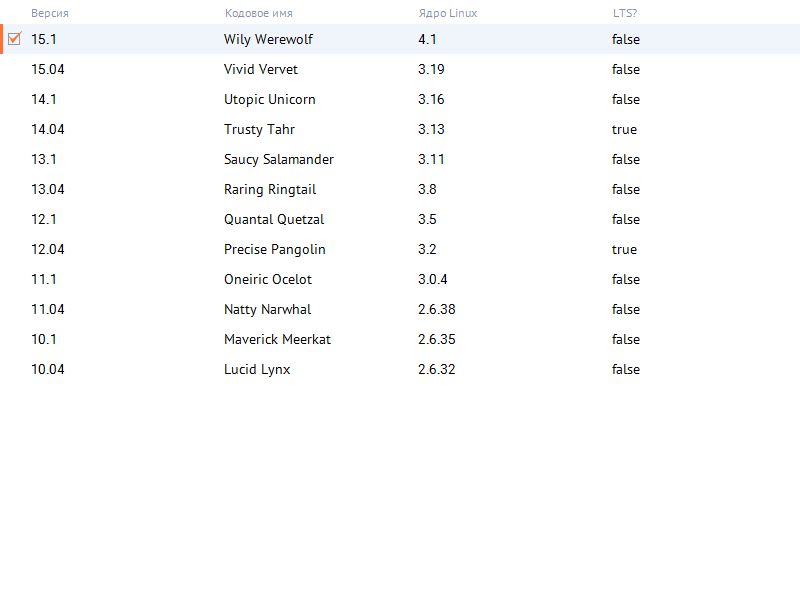 Версия Кодовое имя Ядро Linux LTS?
15.1 Wily Werewolf 4.1 false
15.04 Vivid Vervet 3.19 false
14.1 Utopic Unicorn 3.16 false
14.04 Trusty Tahr 3.13 true
13.1 Saucy Salamander 3.11 false
13.04 Raring Ringtail 3.8 false
12.1 Quantal Quetzal 3.5 false
12.04 Precise Pangolin 3.2 true
11.1 Oneiric Ocelot 3.0.4 false
11.04 Natty Narwhal 2.6.38 false
10.1 Maverick Meerkat 2.6.35 false
10.04 Lucid Lynx 2.6.32 false